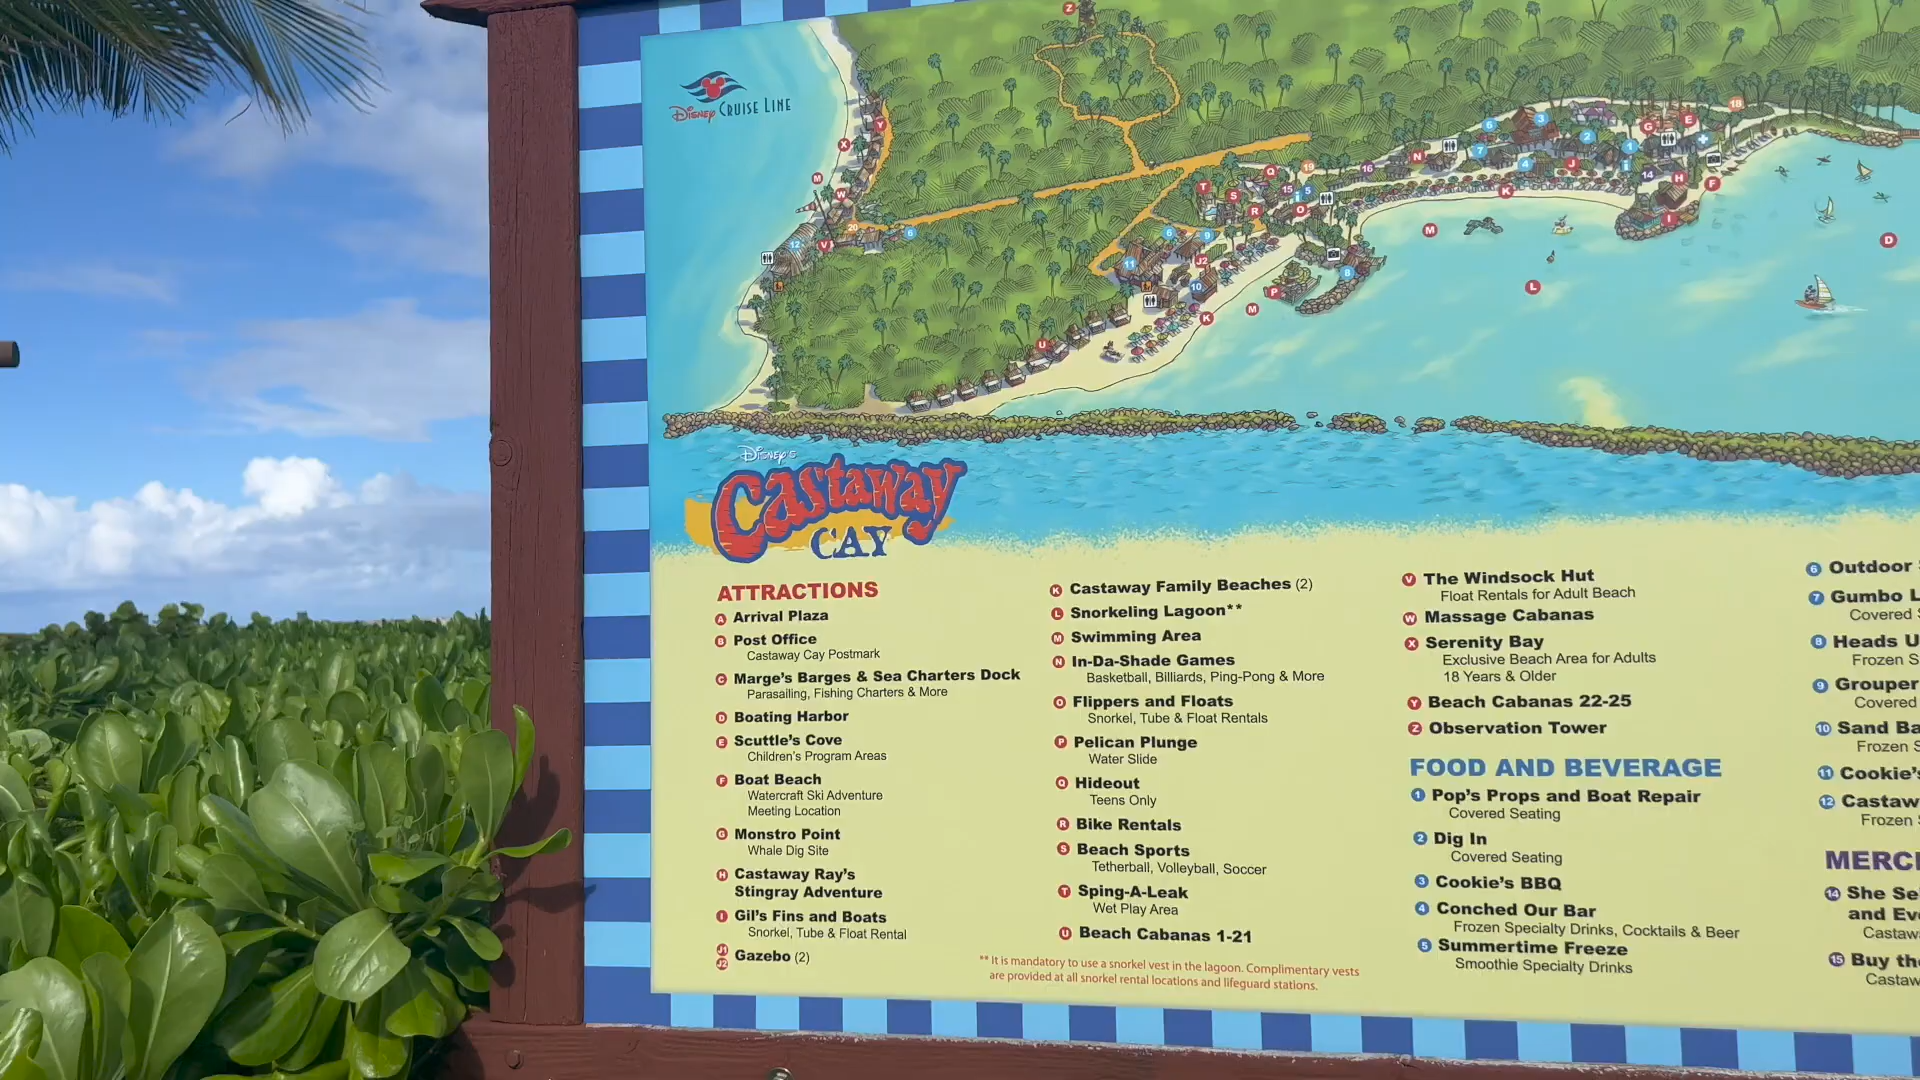 Disney CRUISE LINE
DISNEY'S
Castaway
CAY
ATTRACTIONS
A Arrival Plaza
B Post Office
Castaway Cay Postmark
C Marge's Barges & Sea Charters Dock
Parasailing, Fishing Charters & More
D Boating Harbor
E Scuttle's Cove
Children's Program Areas
F Boat Beach
Watercraft Ski Adventure
Meeting Location
G Monstro Point
Whale Dig Site
H Castaway Ray's
Stingray Adventure
I Gil's Fins and Boats
Snorkel, Tube & Float Rental
J1
J2 Gazebo (2)
K Castaway Family Beaches (2)
L Snorkeling Lagoon**
M Swimming Area
N In-Da-Shade Games
Basketball, Billiards, Ping-Pong & More
O Flippers and Floats
Snorkel, Tube & Float Rentals
P Pelican Plunge
Water Slide
Q Hideout
Teens Only
R Bike Rentals
S Beach Sports
Tetherball, Volleyball, Soccer
T Sping-A-Leak
Wet Play Area
U Beach Cabanas 1-21
** It is mandatory to use a snorkel vest in the lagoon. Complimentary vests
are provided at all snorkel rental locations and lifeguard stations.
V The Windsock Hut
Float Rentals for Adult Beach
W Massage Cabanas
X Serenity Bay
Exclusive Beach Area for Adults
18 Years & Older
Y Beach Cabanas 22-25
Z Observation Tower
FOOD AND BEVERAGE
1 Pop's Props and Boat Repair
Covered Seating
2 Dig In
Covered Seating
3 Cookie's BBQ
4 Conched Our Bar
Frozen Specialty Drinks, Cocktails & Beer
5 Summertime Freeze
Smoothie Specialty Drinks
6 Outdoor
7 Gumbo L
Covered S
8 Heads U
Frozen S
9 Grouper
Covered
10 Sand Ba
Frozen S
11 Cookie's
12 Castaw
Frozen S
MERC
14 She Se
and Ev
Castaw
15 Buy th
Castaw